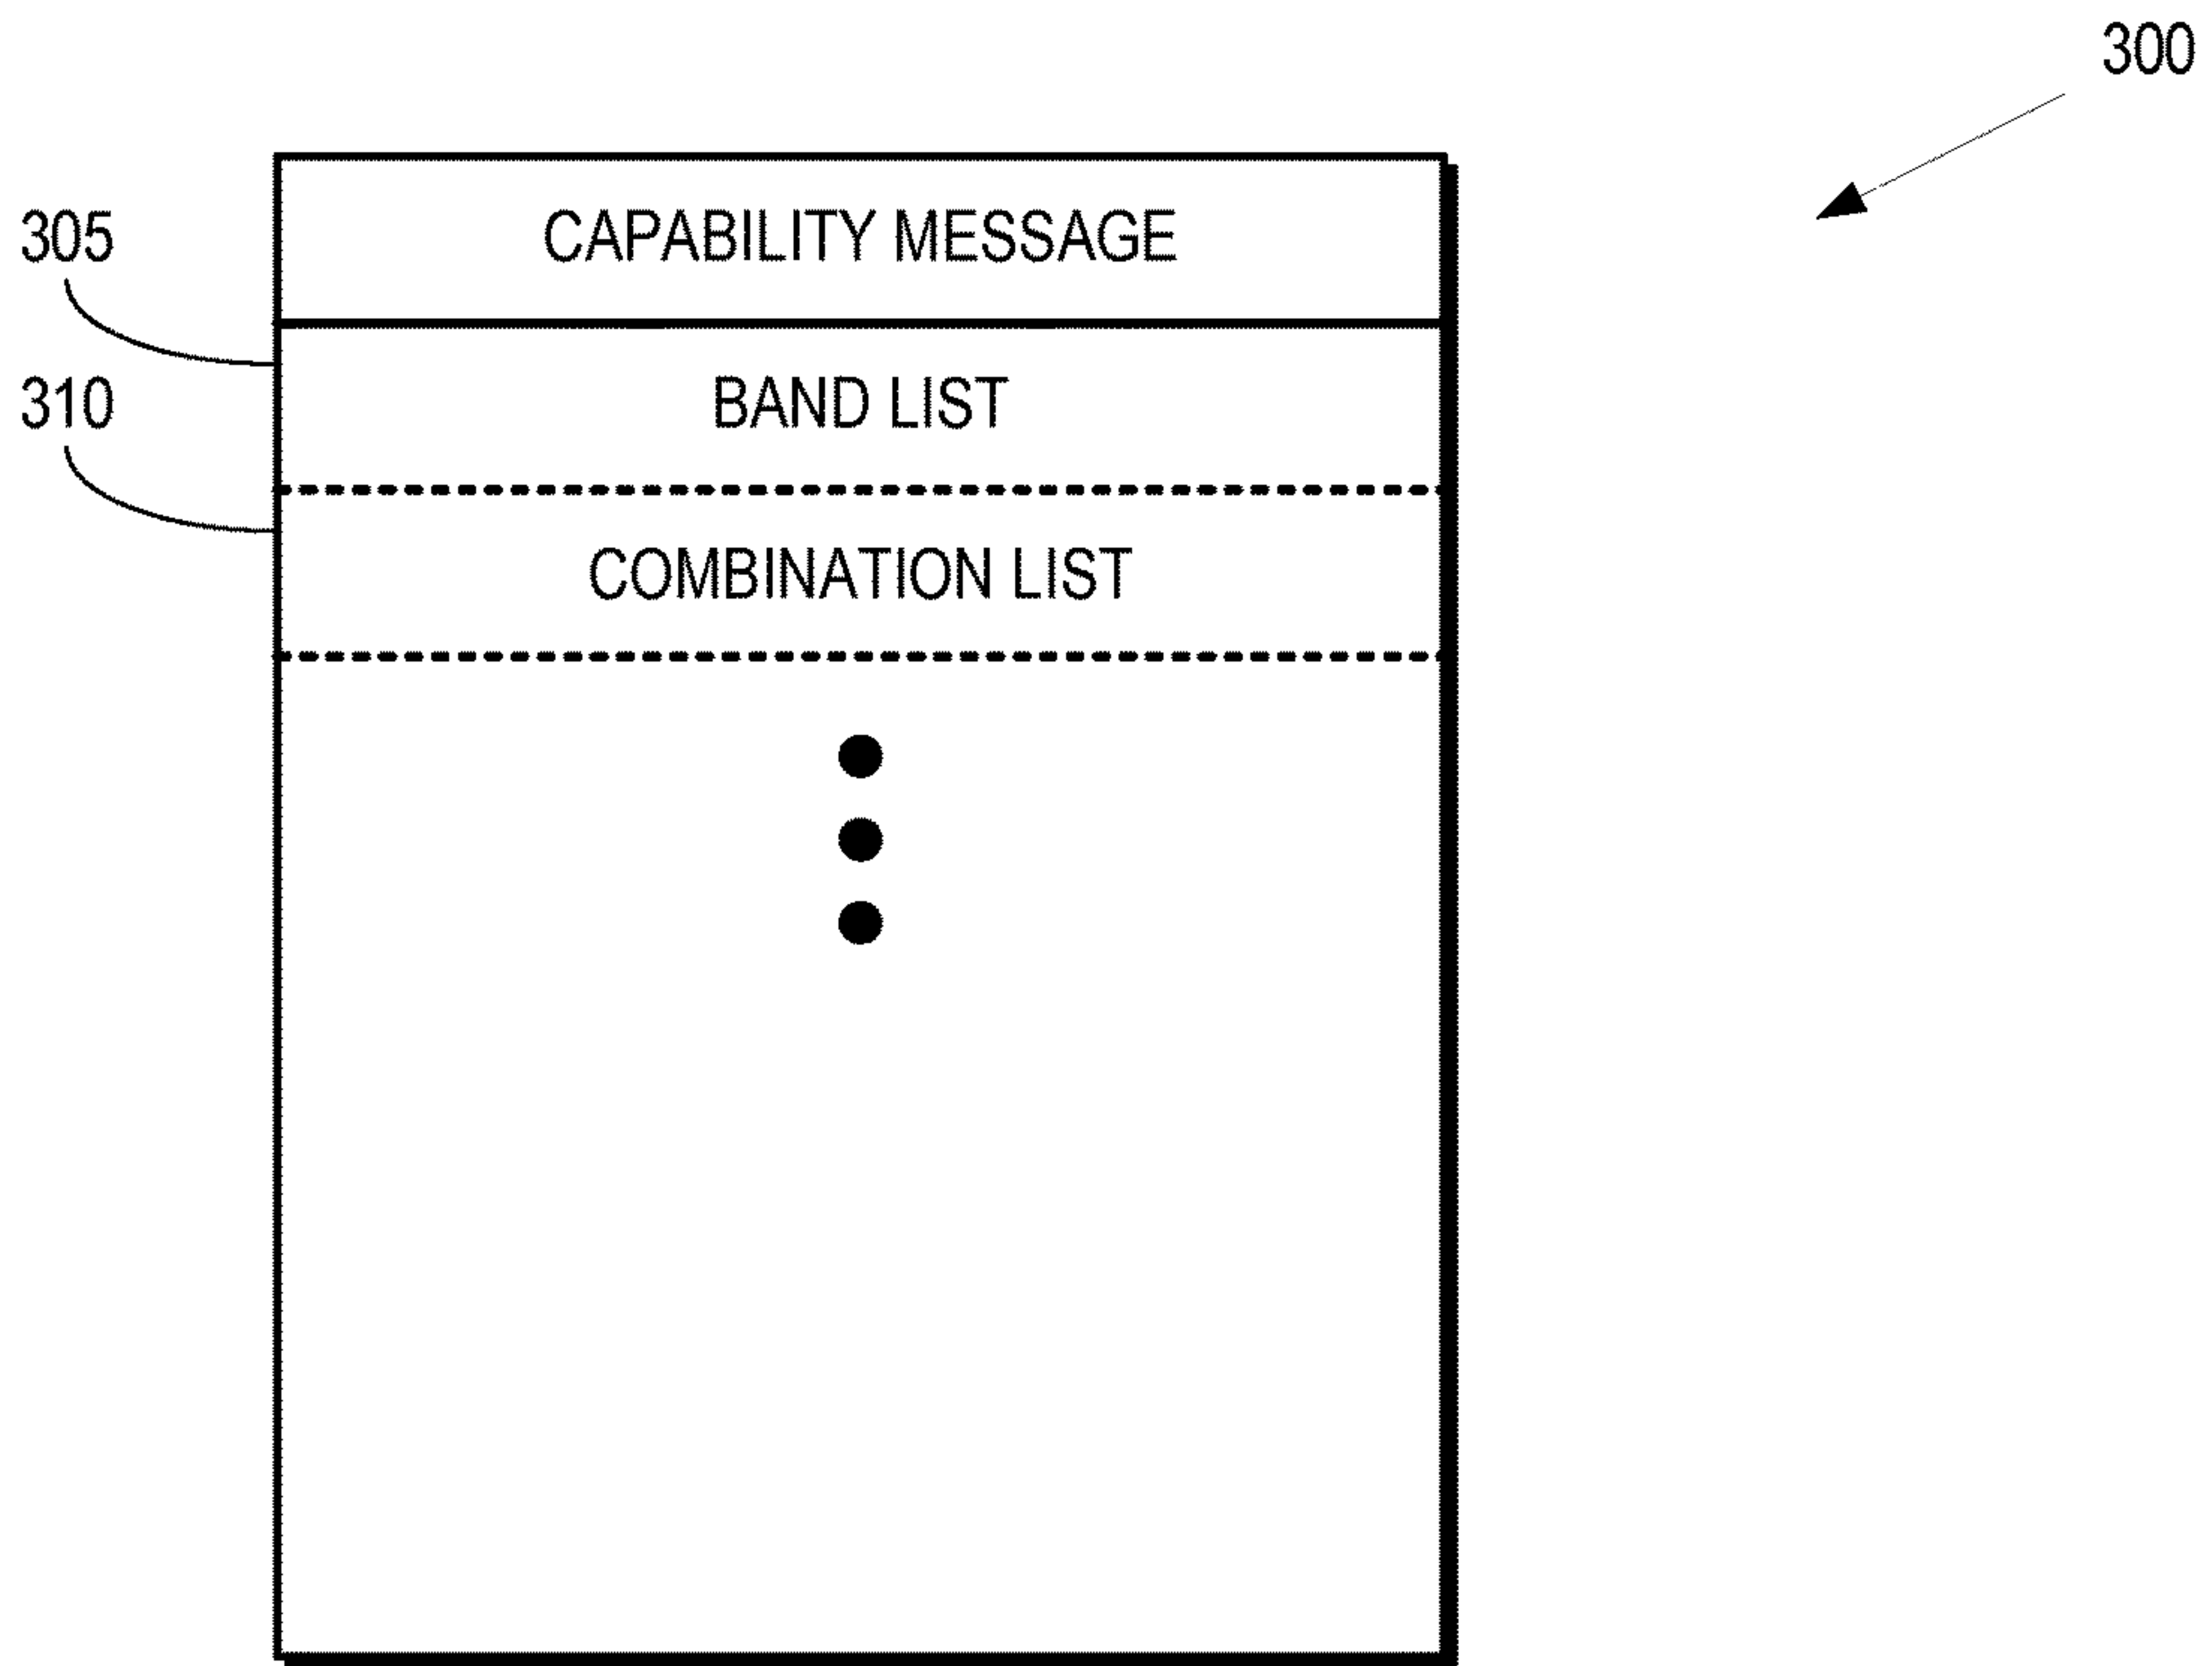 300
CAPABILITY MESSAGE
305
BAND LIST
310
COMBINATION LIST